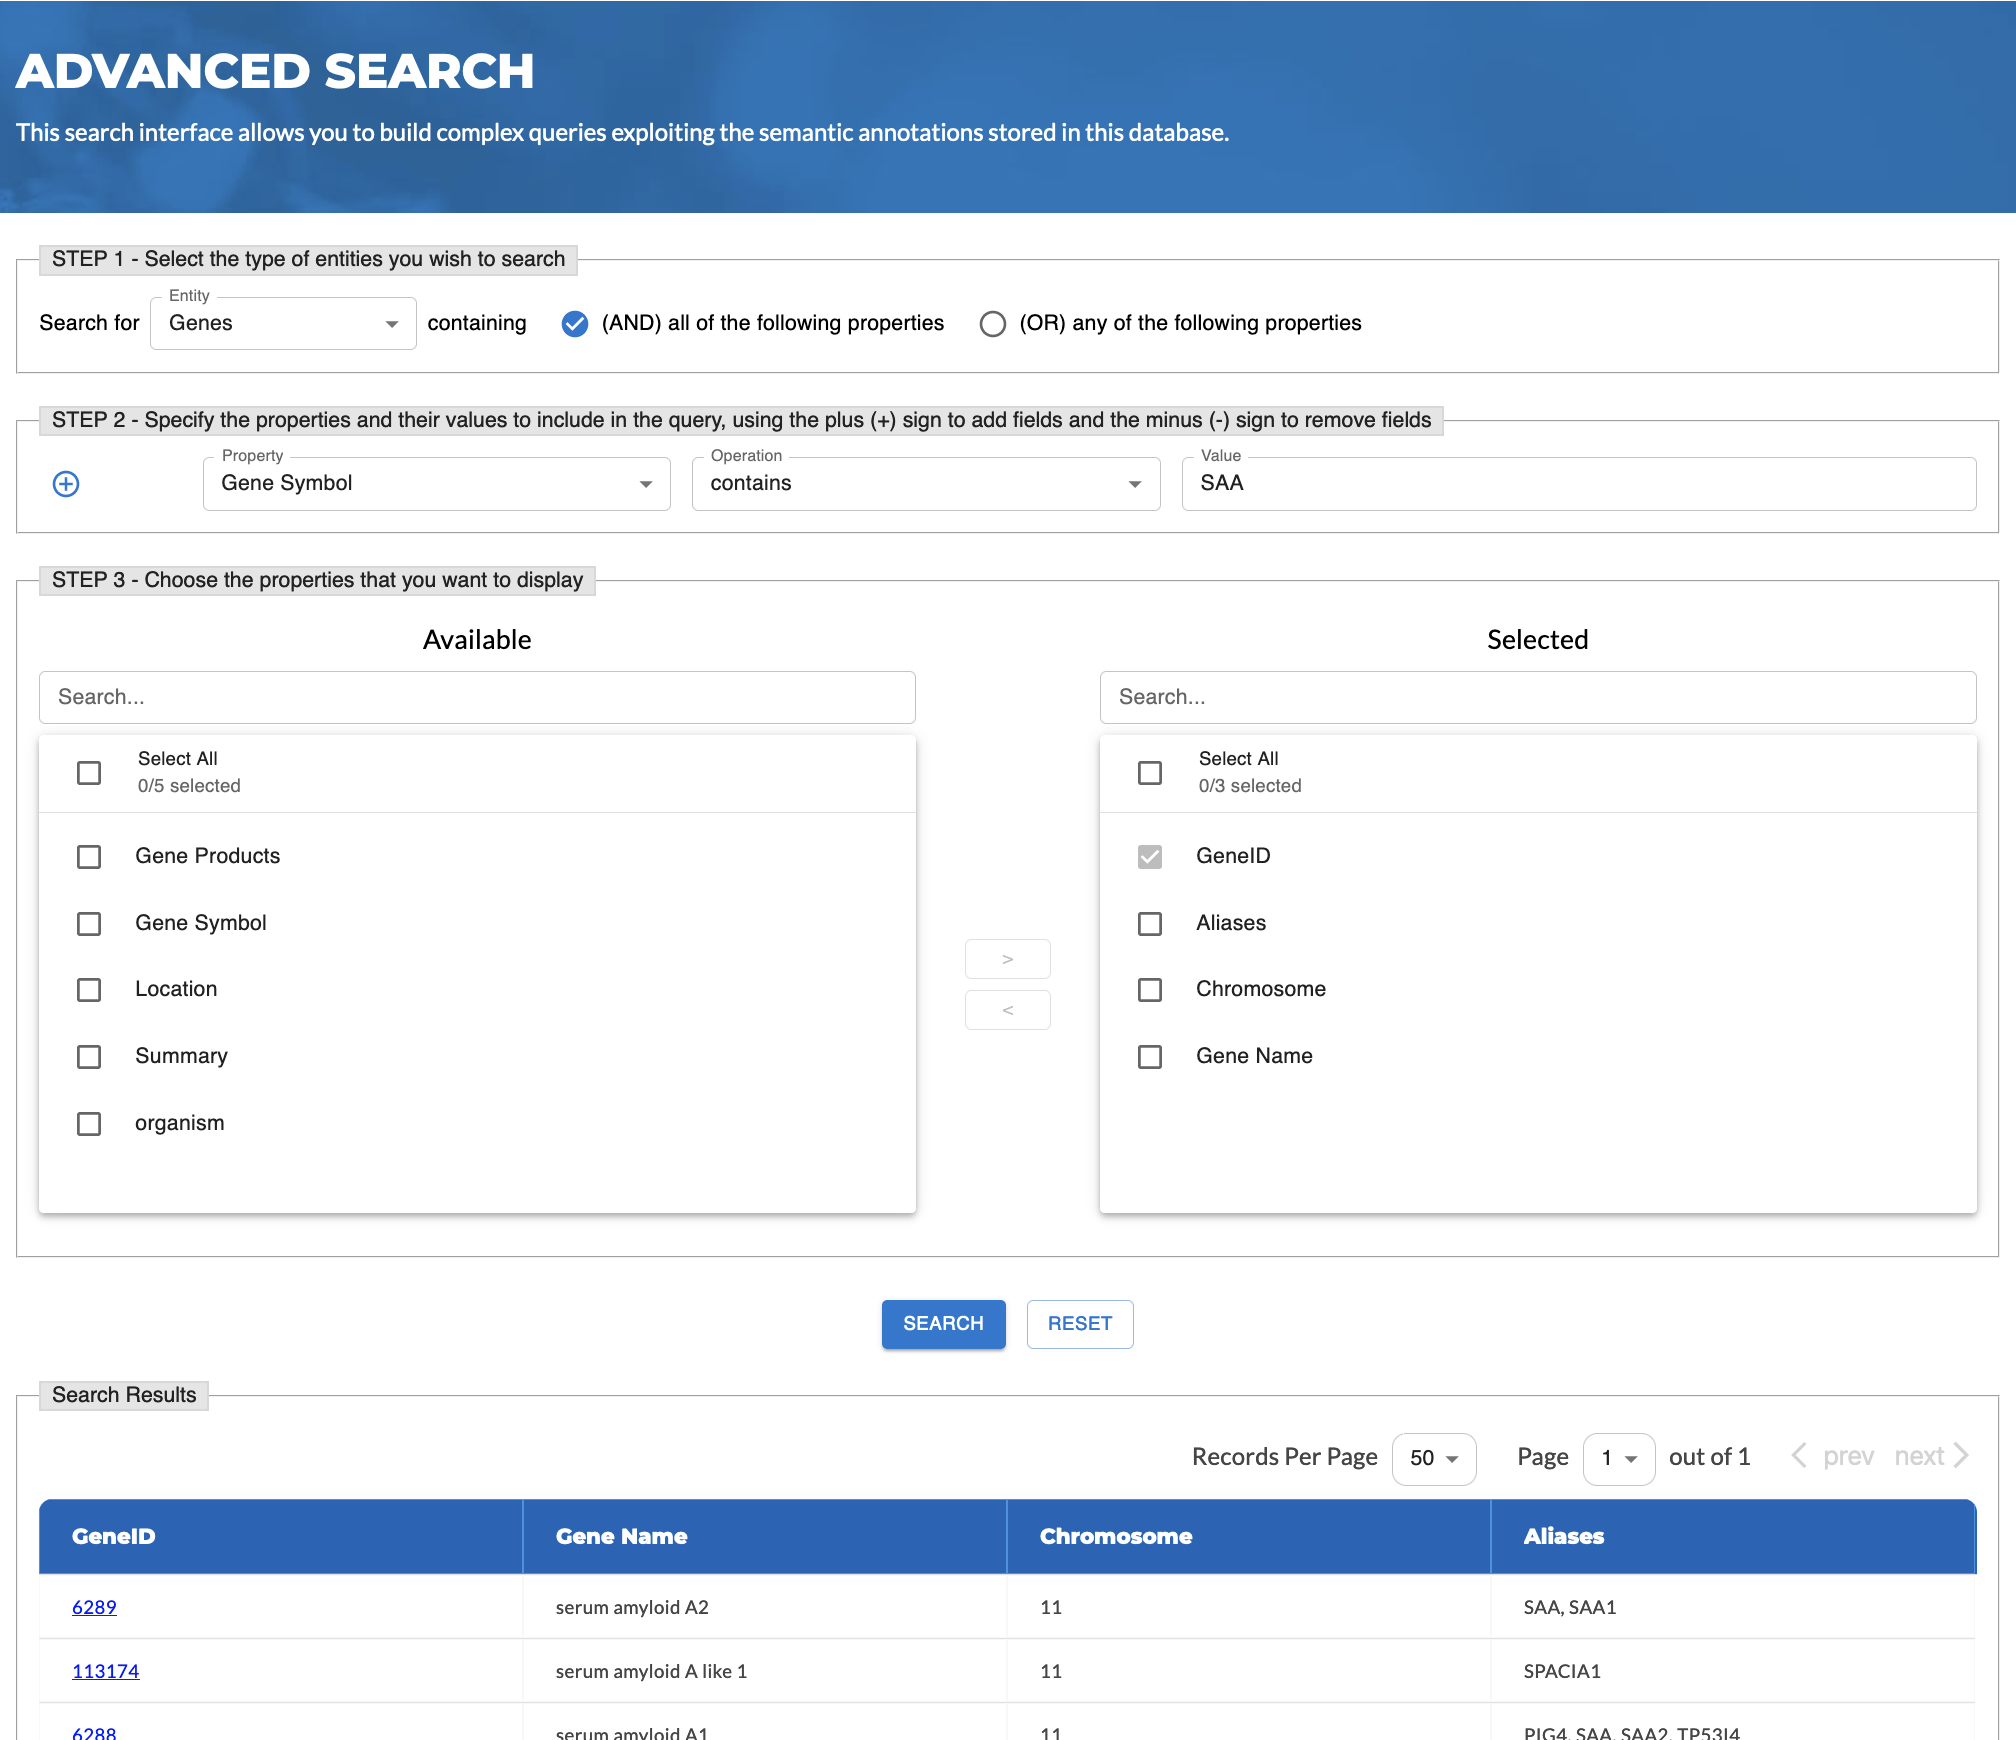 ADVANCED SEARCH
This search interface allows you to build complex queries exploiting the semantic annotations stored in this database.
STEP 1 - Select the type of entities you wish to search
Entity
Search for Genes containing (AND) all of the following properties (OR) any of the following properties
STEP 2 - Specify the properties and their values to include in the query, using the plus (+) sign to add fields and the minus (-) sign to remove fields
Property Operation Value
Gene Symbol contains SAA
STEP 3 - Choose the properties that you want to display
Available
Search...
Select All
0/5 selected
Gene Products
Gene Symbol
Location
Summary
organism
>
<
Selected
Search...
Select All
0/3 selected
GeneID
Aliases
Chromosome
Gene Name
SEARCH RESET
Search Results
Records Per Page 50 Page 1 out of 1 prev next
GeneID Gene Name Chromosome Aliases
6289 serum amyloid A2 11 SAA, SAA1
113174 serum amyloid A like 1 11 SPACIA1
6288 serum amyloid A1 11 PIG4, SAA, SAA2, TP53I4